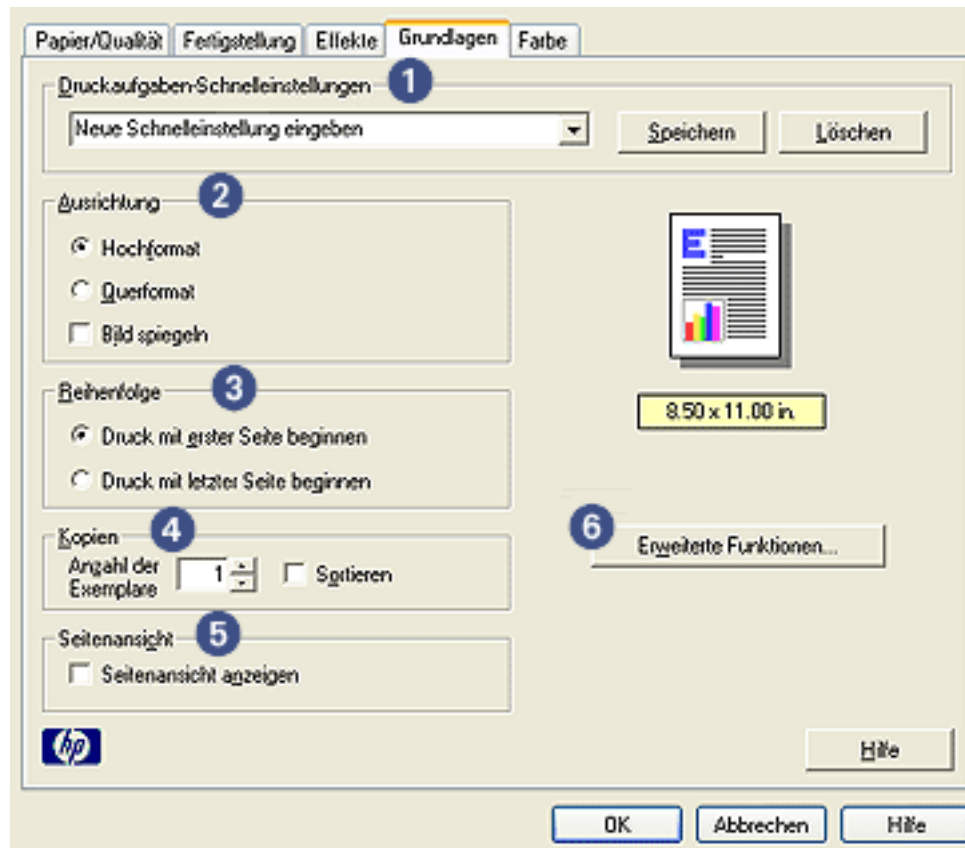 Papier/Qualität Fertigstellung Effekte Grundlagen Farbe
Druckaufgaben-Schnelleinstellungen 1
Neue Schnelleinstellung eingeben Speichern Löschen
Ausrichtung 2
Hochformat
Querformat
Bild spiegeln
E
Reihenfolge 3
8.50 x 11.00 in.
Druck mit erster Seite beginnen
Druck mit letzter Seite beginnen
Kopien 4
6 Erweiterte Funktionen...
Anzahl der
Exemplare 1 Sortieren
Seitenansicht 5
Seitenansicht anzeigen
hp
Hilfe
OK Abbrechen Hilfe